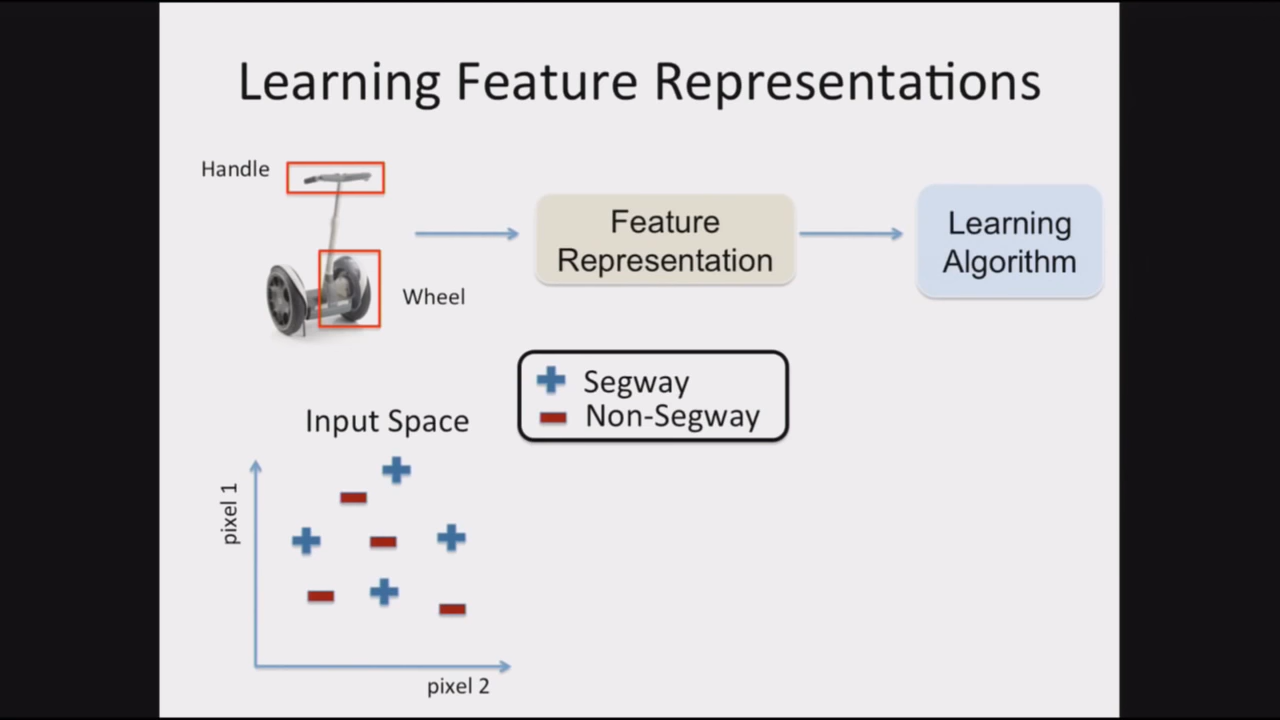 Learning Feature Representations
Handle
Wheel
Feature
Representation
Learning
Algorithm
Segway
Non-Segway
Input Space
pixel 1
pixel 2